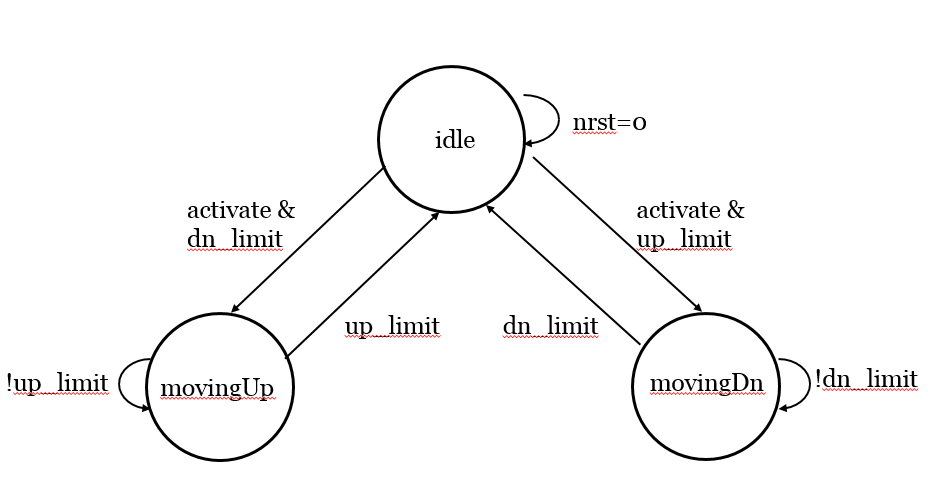 idle
nrst=0
activate &
dn_limit
activate &
up_limit
up_limit
dn_limit
!up_limit
movingUp
movingDn
!dn_limit